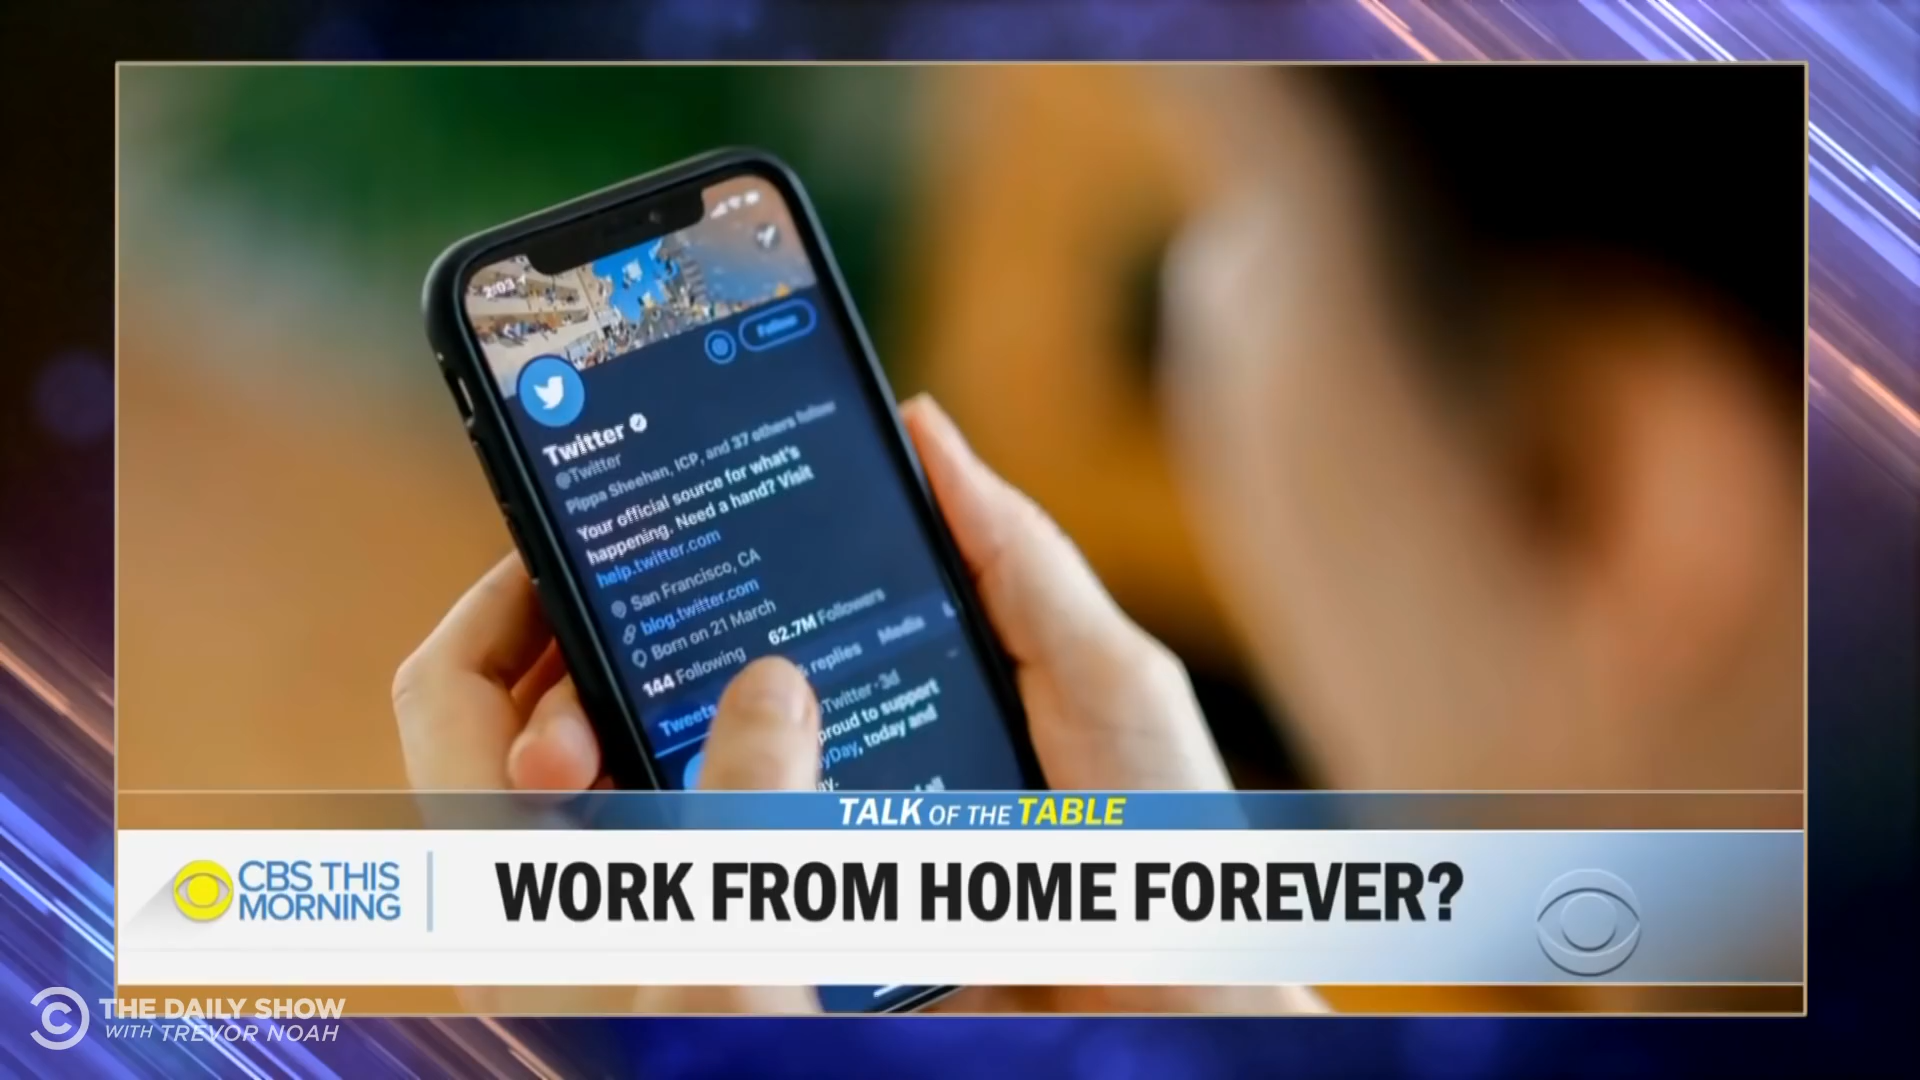 2:03
Follow
Twitter
@Twitter
Pippa Sheehan, ICP, and 37 others follow
Your official source for what's
happening. Need a hand? Visit
help.twitter.com
San Francisco, CA
blog.twitter.com
Born on 21 March
144 Following 62.7M Followers
Tweets replies Media
Twitter · 3d
proud to support
yDay, today and
TALK OF THE TABLE
CBS THIS
MORNING
WORK FROM HOME FOREVER?
THE DAILY SHOW
WITH TREVOR NOAH